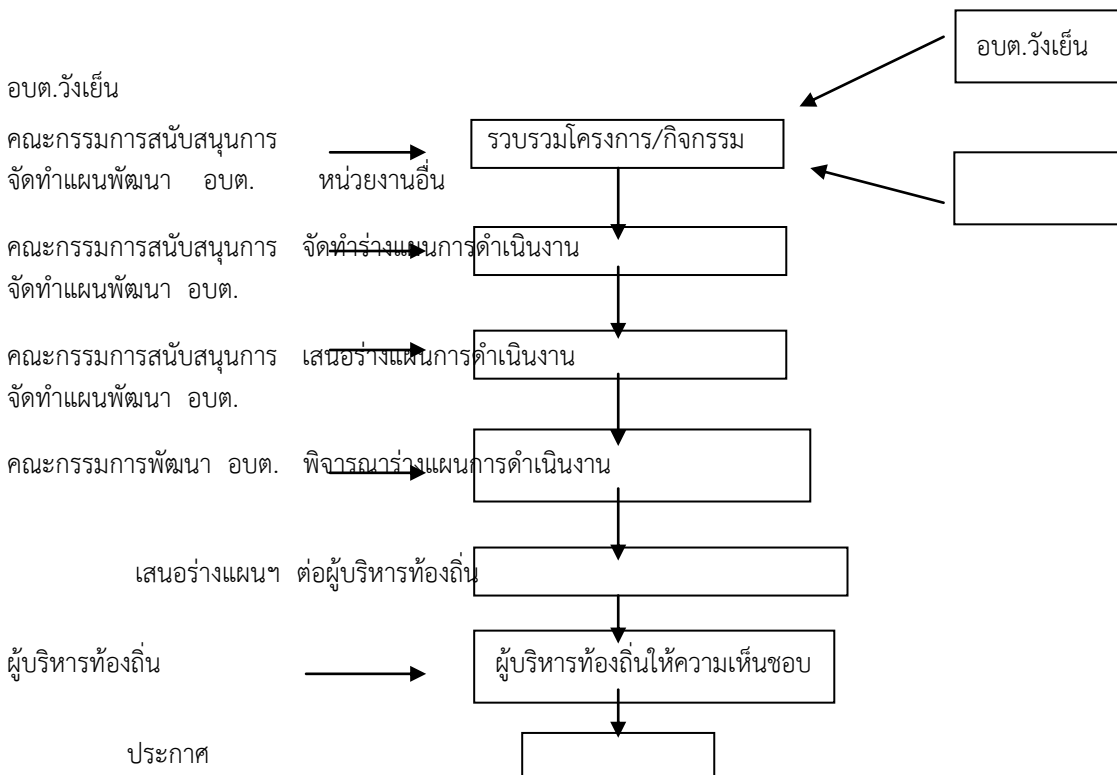 อบต.วังเย็น
อบต.วังเย็น
คณะกรรมการสนับสนุนการ รวบรวมโครงการ/กิจกรรม
จัดทำแผนพัฒนา อบต. หน่วยงานอื่น
คณะกรรมการสนับสนุนการ จัดทำร่างแผนการดำเนินงาน
จัดทำแผนพัฒนา อบต.
คณะกรรมการสนับสนุนการ เสนอร่างแผนการดำเนินงาน
จัดทำแผนพัฒนา อบต.
คณะกรรมการพัฒนา อบต. พิจารณาร่างแผนการดำเนินงาน
เสนอร่างแผนฯ ต่อผู้บริหารท้องถิ่น
ผู้บริหารท้องถิ่น ผู้บริหารท้องถิ่นให้ความเห็นชอบ
ประกาศ